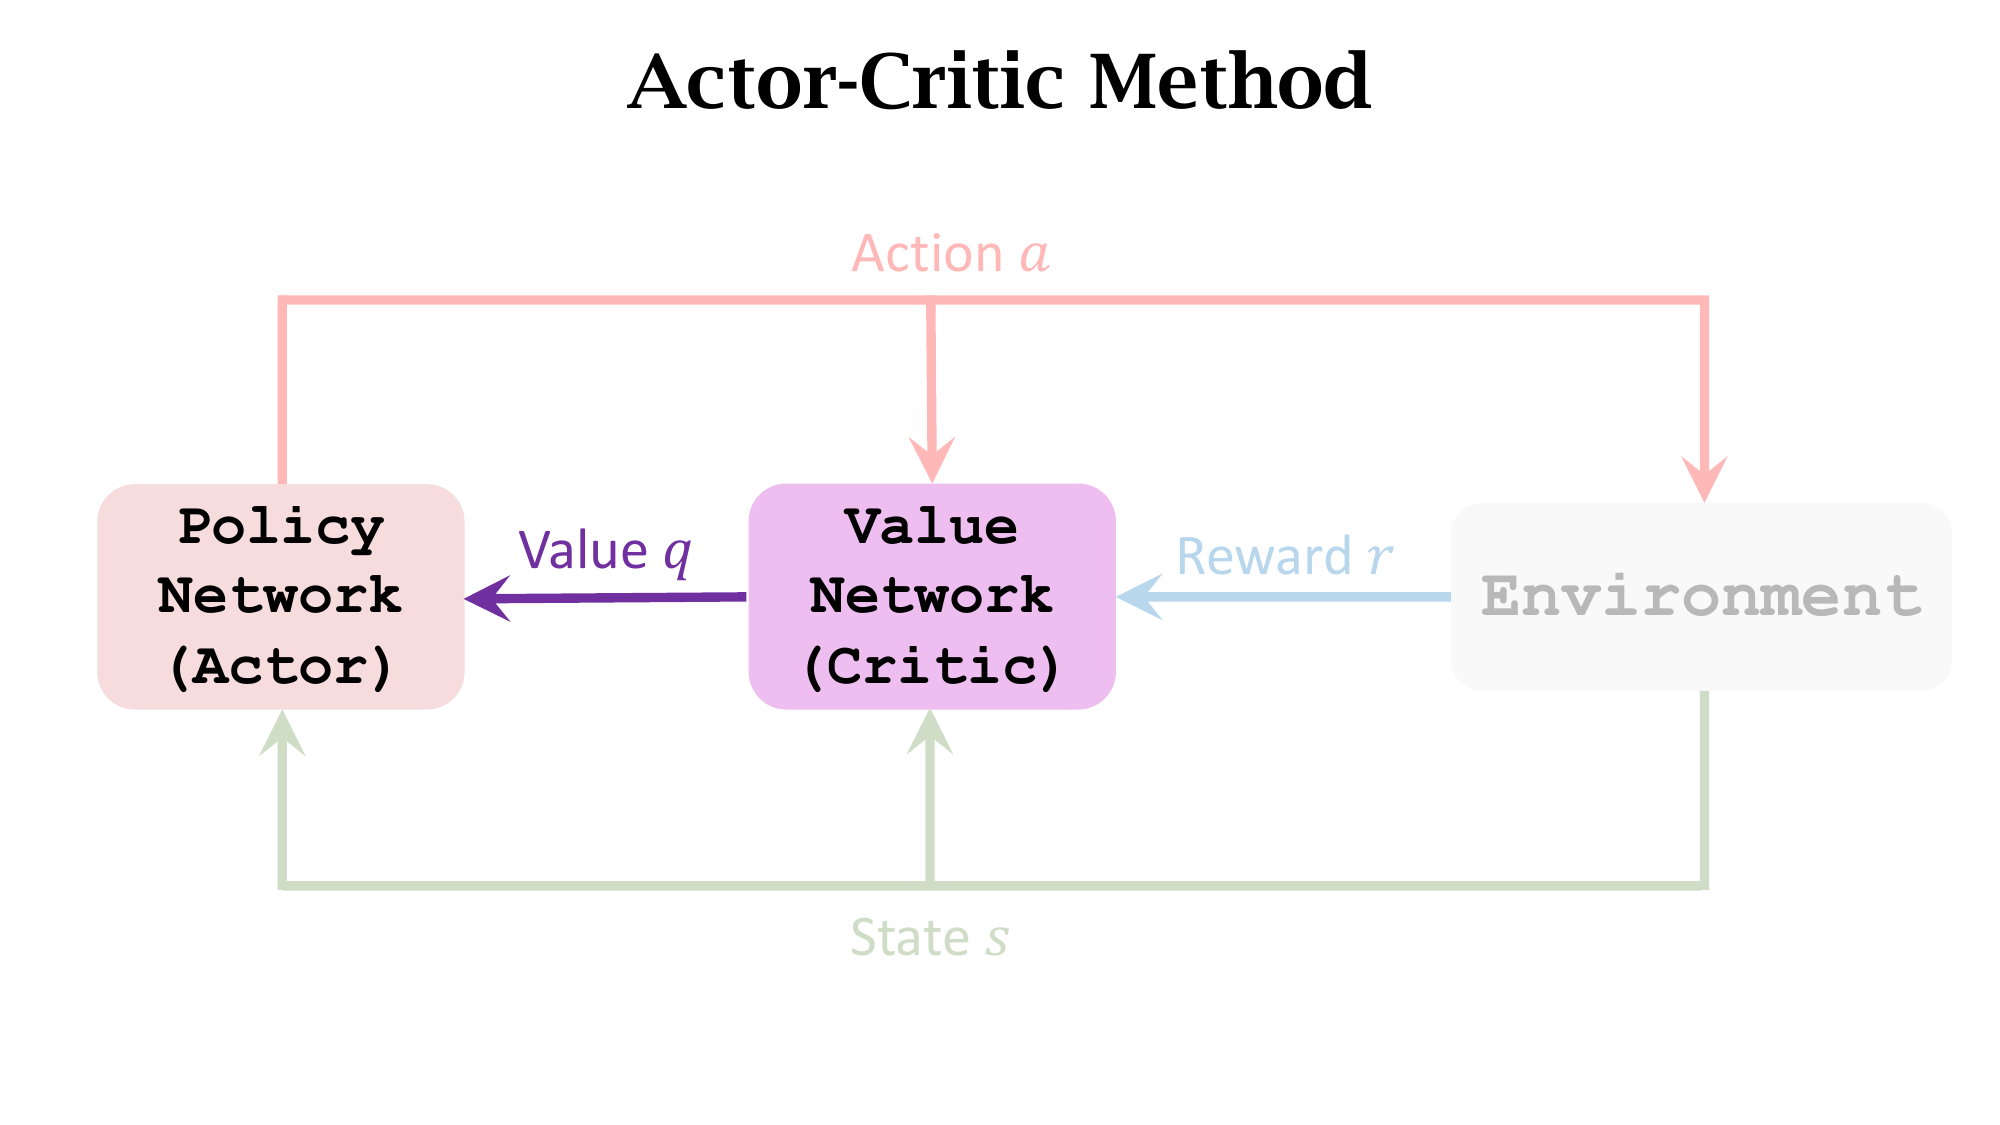 Actor-Critic Method
Action a
Policy
Network
(Actor)
Value q
Value
Network
(Critic)
Reward r
Environment
State s